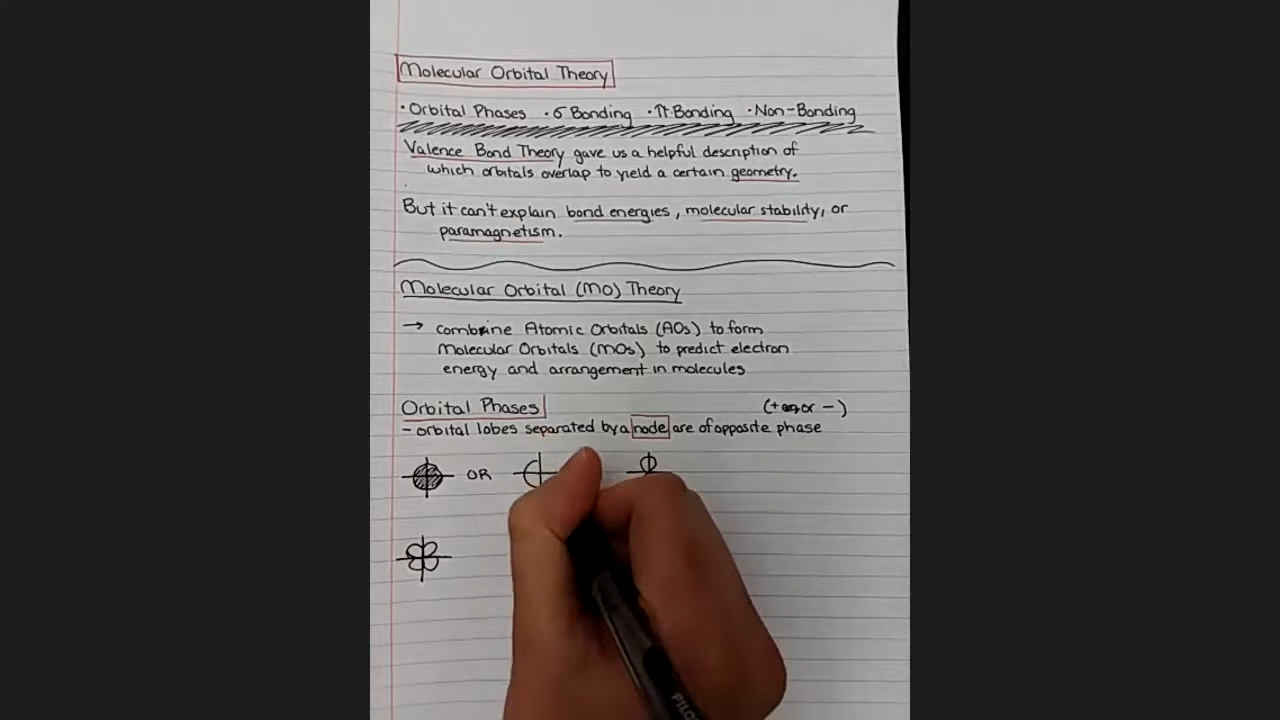 Molecular Orbital Theory
• Orbital Phases • σ Bonding • π Bonding • Non-Bonding
Valence Bond Theory gave us a helpful description of
which orbitals overlap to yield a certain geometry.
But it can't explain bond energies, molecular stability, or
paramagnetism.
Molecular Orbital (MO) Theory
→ combine Atomic Orbitals (AOs) to form
Molecular Orbitals (MOs) to predict electron
energy and arrangement in molecules
Orbital Phases
(+ or -)
- orbital lobes separated by a node are of opposite phase
OR
PILOT